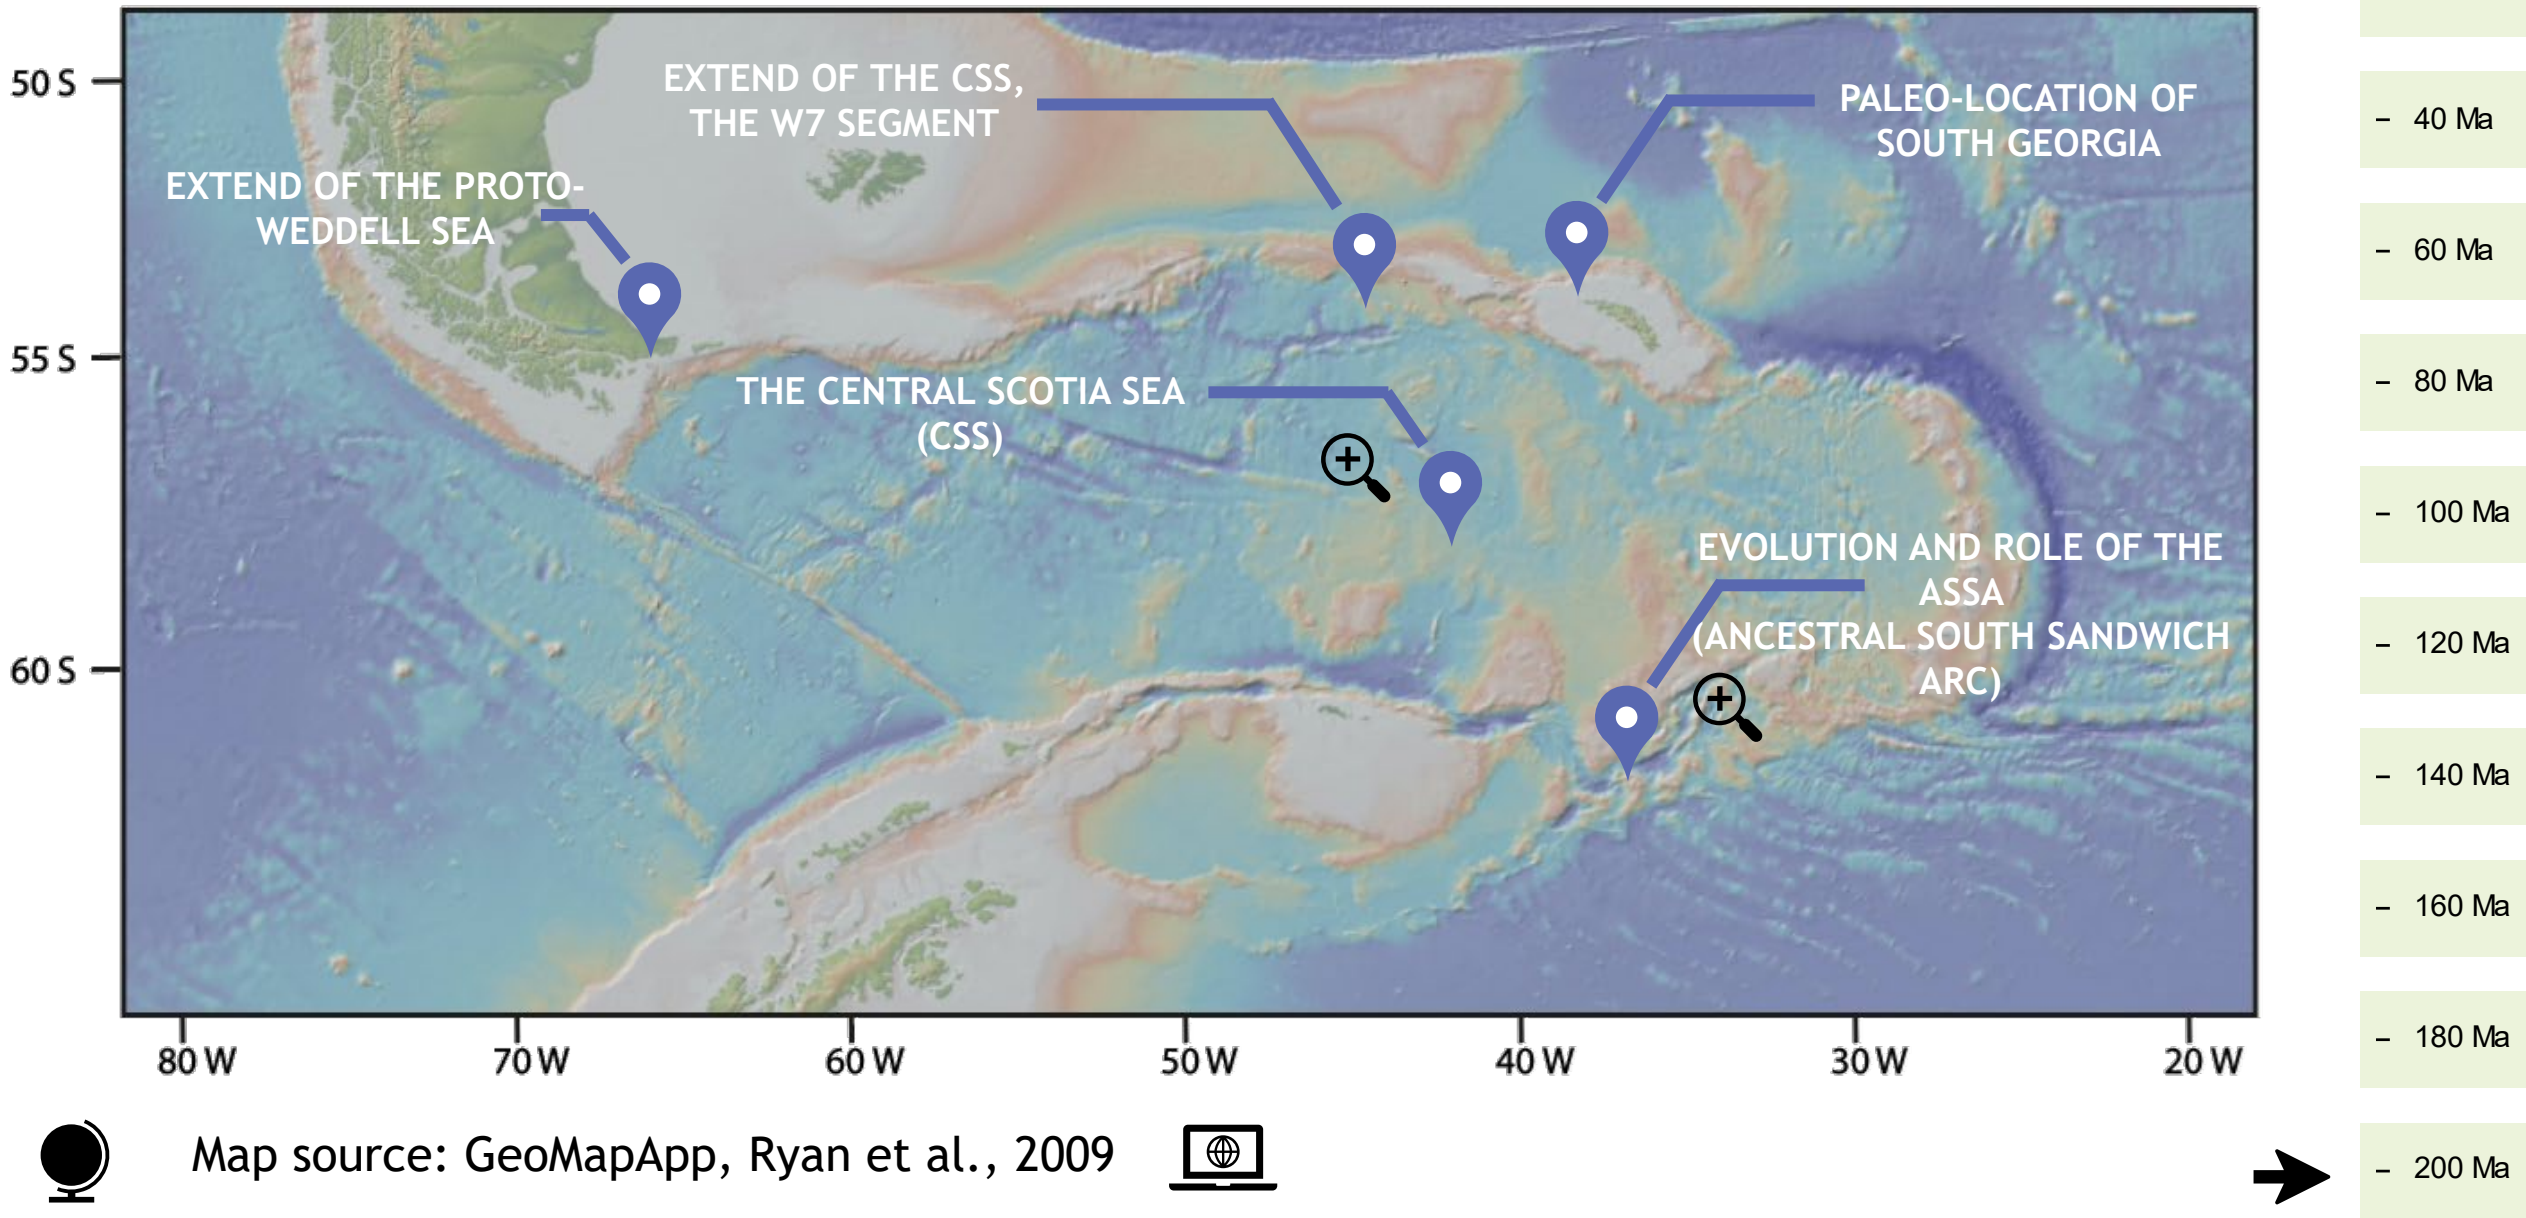 EXTEND OF THE CSS,
THE W7 SEGMENT
PALEO-LOCATION OF
SOUTH GEORGIA
EXTEND OF THE PROTO-
WEDDELL SEA
THE CENTRAL SCOTIA SEA
(CSS)
EVOLUTION AND ROLE OF THE
ASSA
(ANCESTRAL SOUTH SANDWICH
ARC)
50 S
55 S
60 S
80 W
70 W
60 W
50 W
40 W
30 W
20 W
Map source: GeoMapApp, Ryan et al., 2009
– 40 Ma
– 60 Ma
– 80 Ma
– 100 Ma
– 120 Ma
– 140 Ma
– 160 Ma
– 180 Ma
– 200 Ma